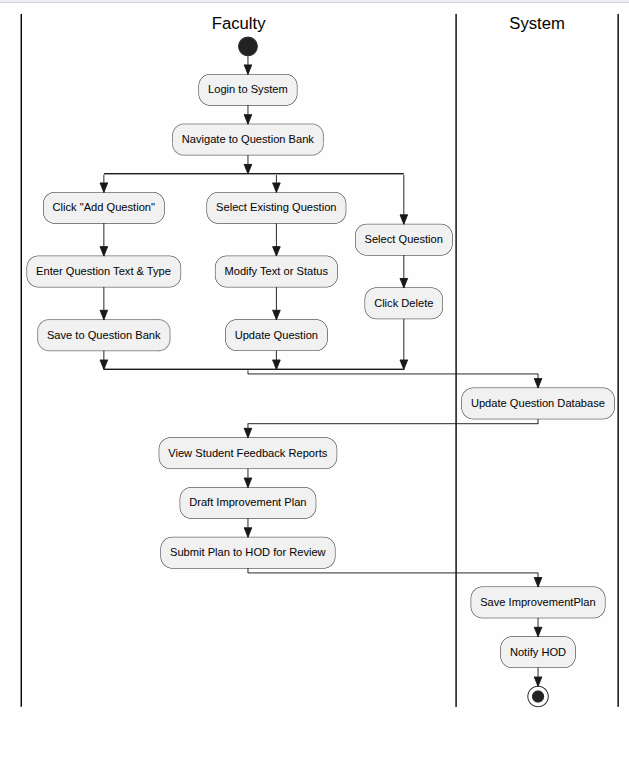 Faculty
System
Login to System
Navigate to Question Bank
Click "Add Question"
Select Existing Question
Select Question
Enter Question Text & Type
Modify Text or Status
Click Delete
Save to Question Bank
Update Question
Update Question Database
View Student Feedback Reports
Draft Improvement Plan
Submit Plan to HOD for Review
Save ImprovementPlan
Notify HOD